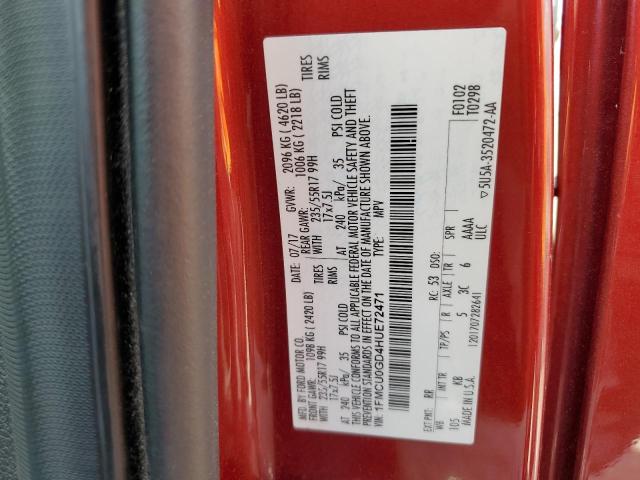 MFD. BY FORD MOTOR CO.
DATE: 07/17 GVWR: 2096 KG ( 4620 LB)
FRONT GAWR: 1098 KG ( 2420 LB) REAR GAWR: 1006 KG ( 2218 LB)
WITH 235/55R17 99H TIRES WITH 235/55R17 99H TIRES
17x7.5J RIMS 17x7.5J RIMS
AT 240 kPa/ 35 PSI COLD AT 240 kPa/ 35 PSI COLD
THIS VEHICLE CONFORMS TO ALL APPLICABLE FEDERAL MOTOR VEHICLE SAFETY AND THEFT
PREVENTION STANDARDS IN EFFECT ON THE DATE OF MANUFACTURE SHOWN ABOVE.
VIN: 1FMCU0GD4HUE72471 TYPE: MPV
F0102
T0298
EXT PNT: RR RC: 53 DSO:
WB INT TR TP/PS R AXLE TR SPR
105 KB 5 3C 6 AAAA
ULC
MADE IN U.S.A. 1201707282641 ▽5U5A-3520472-AA